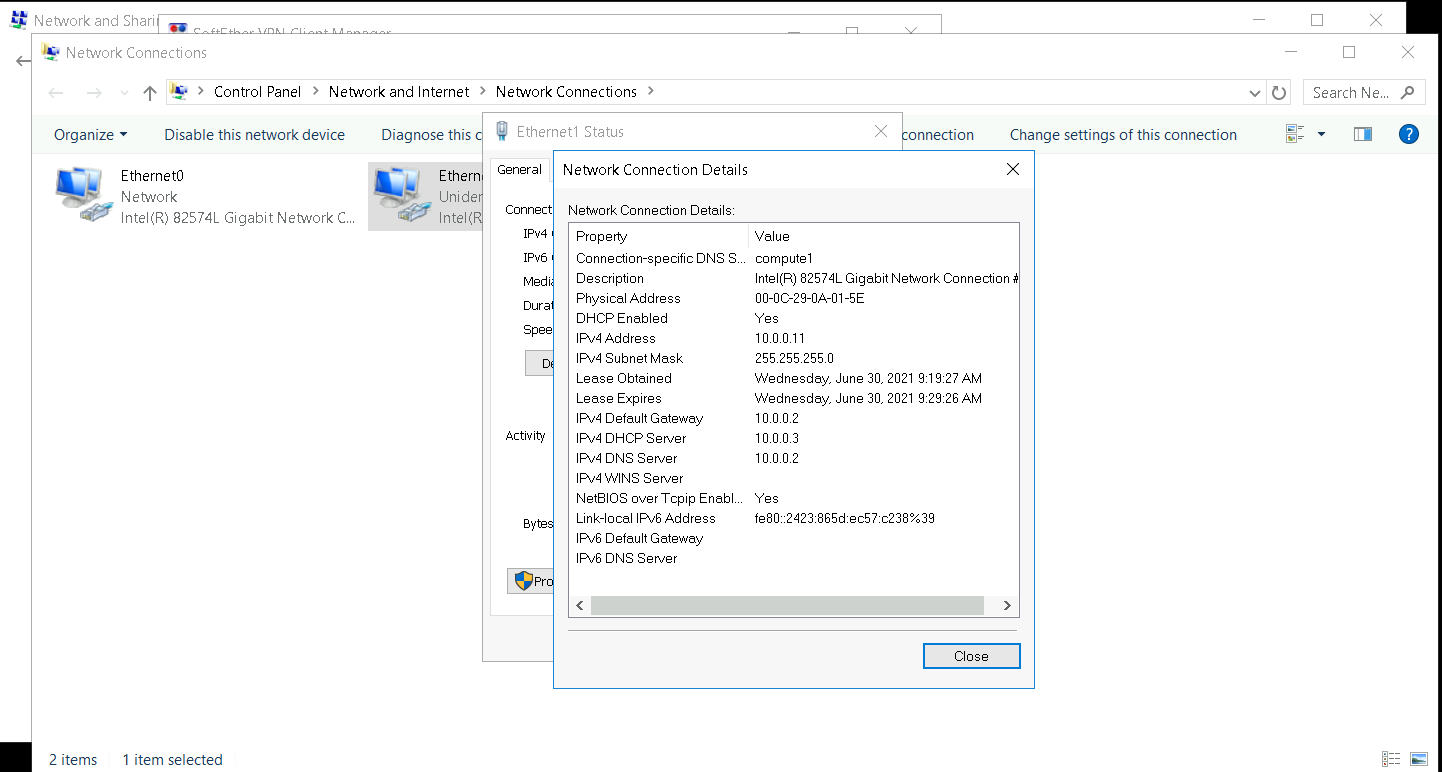 Network and Sharin
SoftEther VPN Client Manager
Network Connections
Control Panel > Network and Internet > Network Connections >
Search Ne...
Organize
Disable this network device
Diagnose this c
connection
Change settings of this connection
Ethernet0
Network
Intel(R) 82574L Gigabit Network C...
Ethern
Uniden
Intel(R
Ethernet1 Status
General
Connect
IPv4 C
IPv6 C
Media
Durat
Spee
De
Activity
Bytes
Pro
Network Connection Details
Network Connection Details:
Property Value
Connection-specific DNS S... compute1
Description Intel(R) 82574L Gigabit Network Connection #
Physical Address 00-0C-29-0A-01-5E
DHCP Enabled Yes
IPv4 Address 10.0.0.11
IPv4 Subnet Mask 255.255.255.0
Lease Obtained Wednesday, June 30, 2021 9:19:27 AM
Lease Expires Wednesday, June 30, 2021 9:29:26 AM
IPv4 Default Gateway 10.0.0.2
IPv4 DHCP Server 10.0.0.3
IPv4 DNS Server 10.0.0.2
IPv4 WINS Server
NetBIOS over Tcpip Enabl... Yes
Link-local IPv6 Address fe80::2423:865d:ec57:c238%39
IPv6 Default Gateway
IPv6 DNS Server
Close
2 items
1 item selected